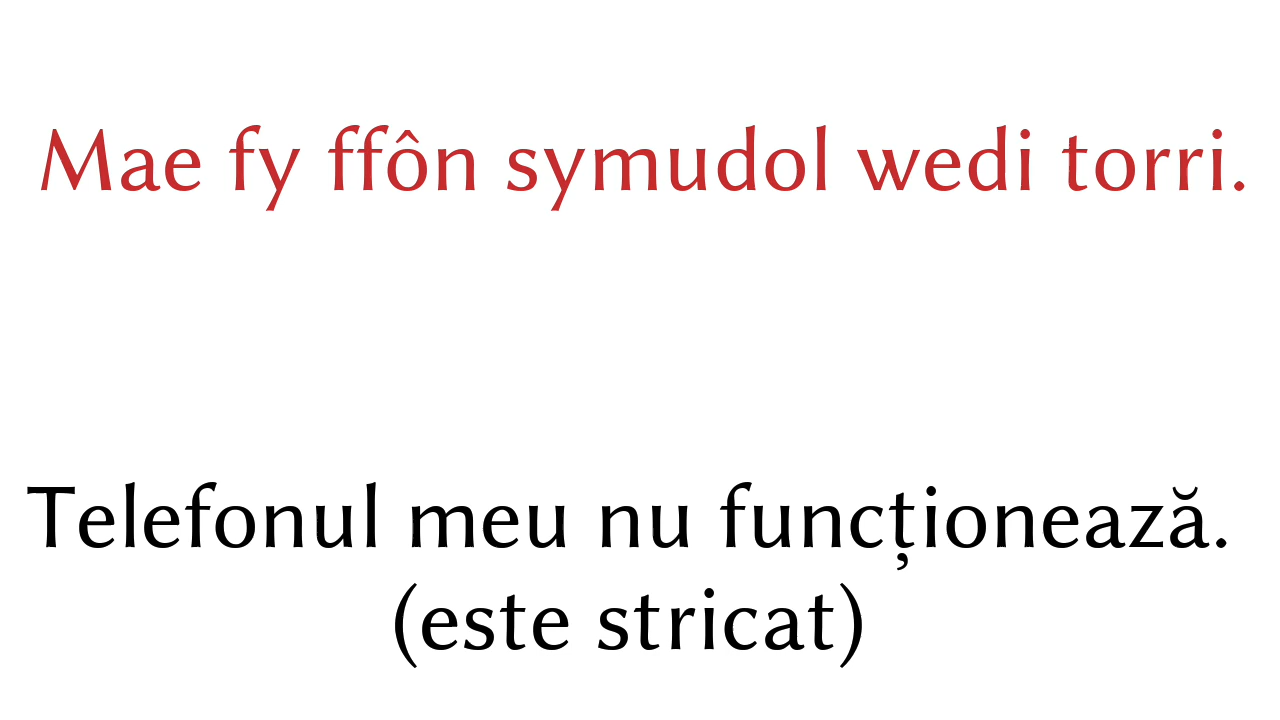 Mae fy ffôn symudol wedi torri.
Telefonul meu nu funcționează.
(este stricat)